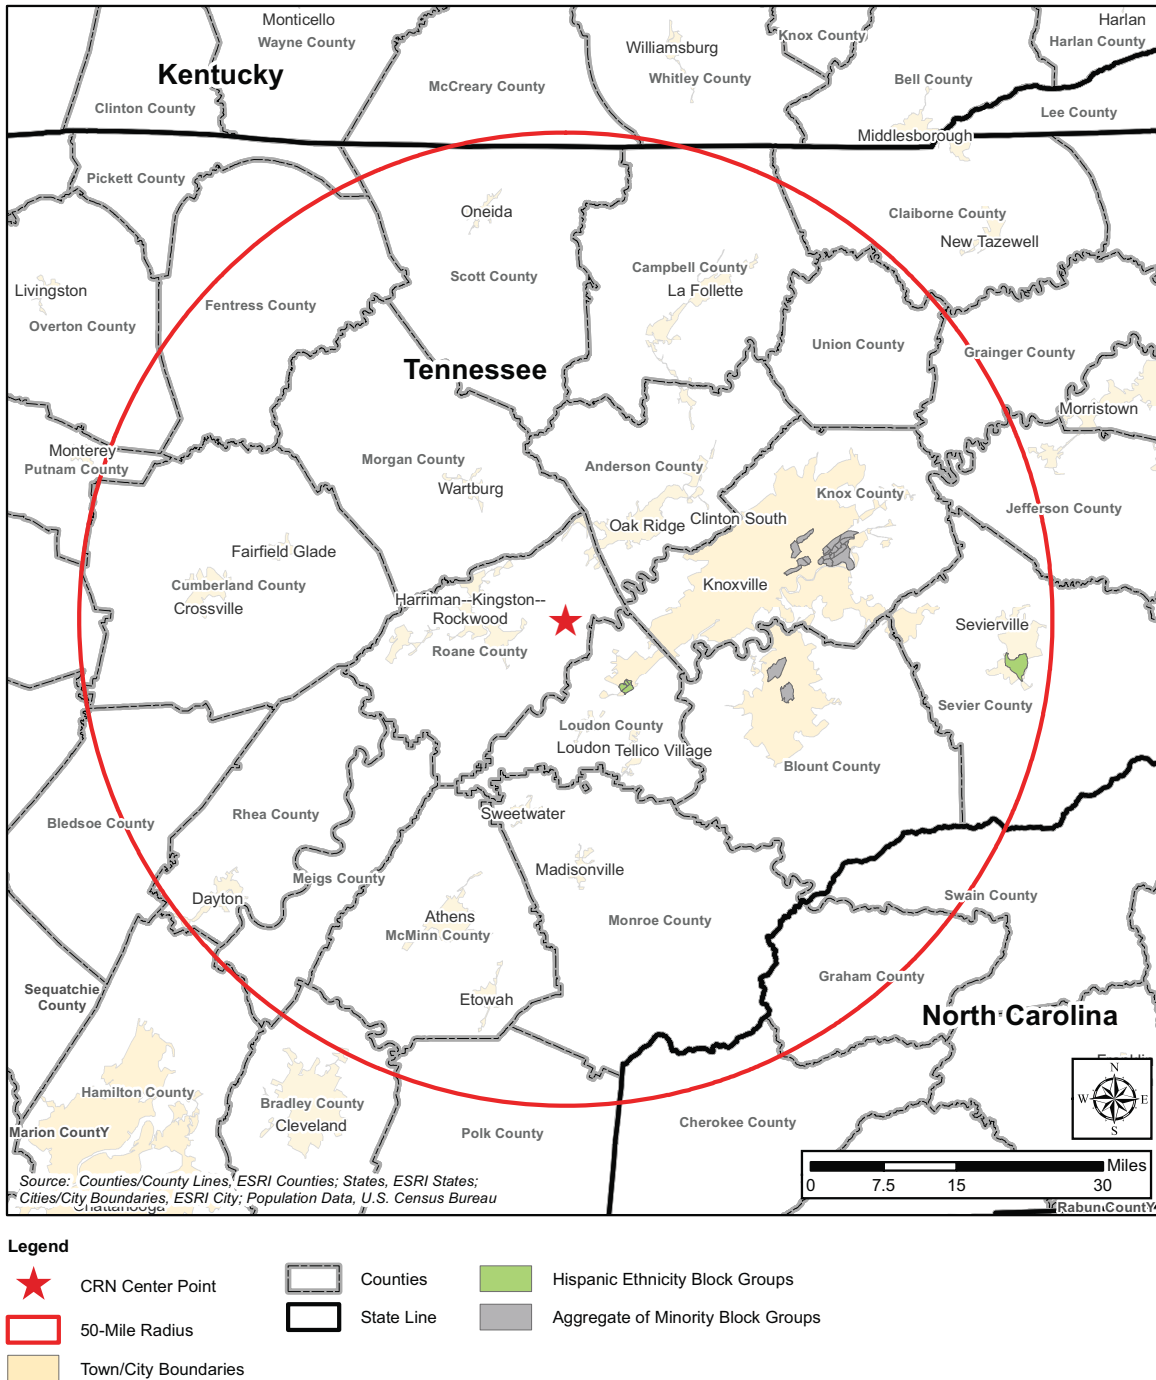 Monticello
Wayne County
Kentucky
Clinton County
McCreary County
Williamsburg
Whitley County
Knox County
Harlan
Harlan County
Bell County
Lee County
Middlesborough
Pickett County
Oneida
Claiborne County
New Tazewell
Livingston
Overton County
Fentress County
Scott County
Campbell County
La Follette
Tennessee
Union County
Grainger County
Morristown
Monterey
Putnam County
Morgan County
Wartburg
Anderson County
Knox County
Jefferson County
Oak Ridge
Clinton South
Fairfield Glade
Cumberland County
Crossville
Harriman--Kingston--
Rockwood
Roane County
Knoxville
Sevierville
Sevier County
Loudon County
Loudon
Tellico Village
Blount County
Bledsoe County
Rhea County
Sweetwater
Meigs County
Madisonville
Dayton
Athens
McMinn County
Monroe County
Swain County
Sequatchie
County
Etowah
Graham County
North Carolina
Hamilton County
Bradley County
Cleveland
Marion CountY
Polk County
Cherokee County
N
W
E
S
Miles
0
7.5
15
30
Rabun CountY
Source: Counties/County Lines, ESRI Counties; States, ESRI States;
Cities/City Boundaries, ESRI City; Population Data, U.S. Census Bureau
Chattanooga
Legend
CRN Center Point
50-Mile Radius
Town/City Boundaries
Counties
State Line
Hispanic Ethnicity Block Groups
Aggregate of Minority Block Groups